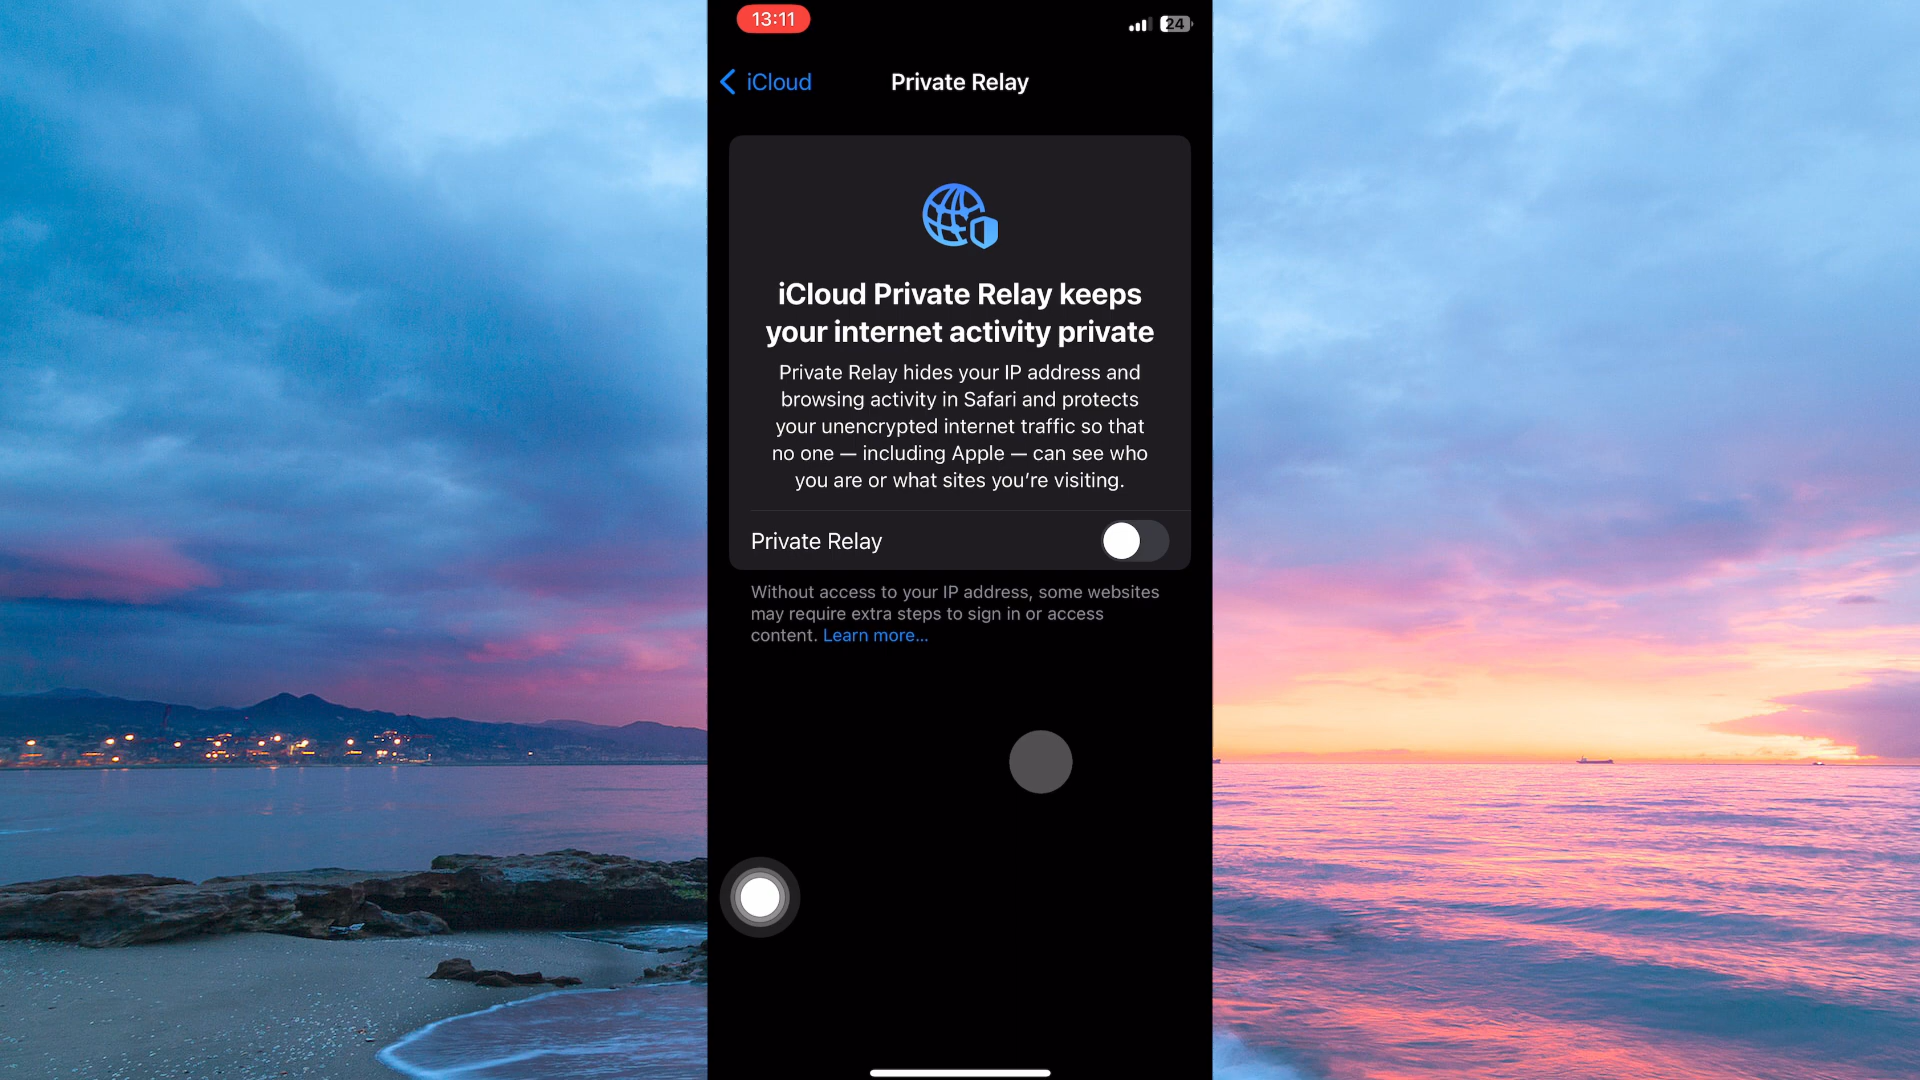 13:11
24
iCloud
Private Relay
iCloud Private Relay keeps
your internet activity private
Private Relay hides your IP address and
browsing activity in Safari and protects
your unencrypted internet traffic so that
no one — including Apple — can see who
you are or what sites you’re visiting.
Private Relay
Without access to your IP address, some websites
may require extra steps to sign in or access
content. Learn more...